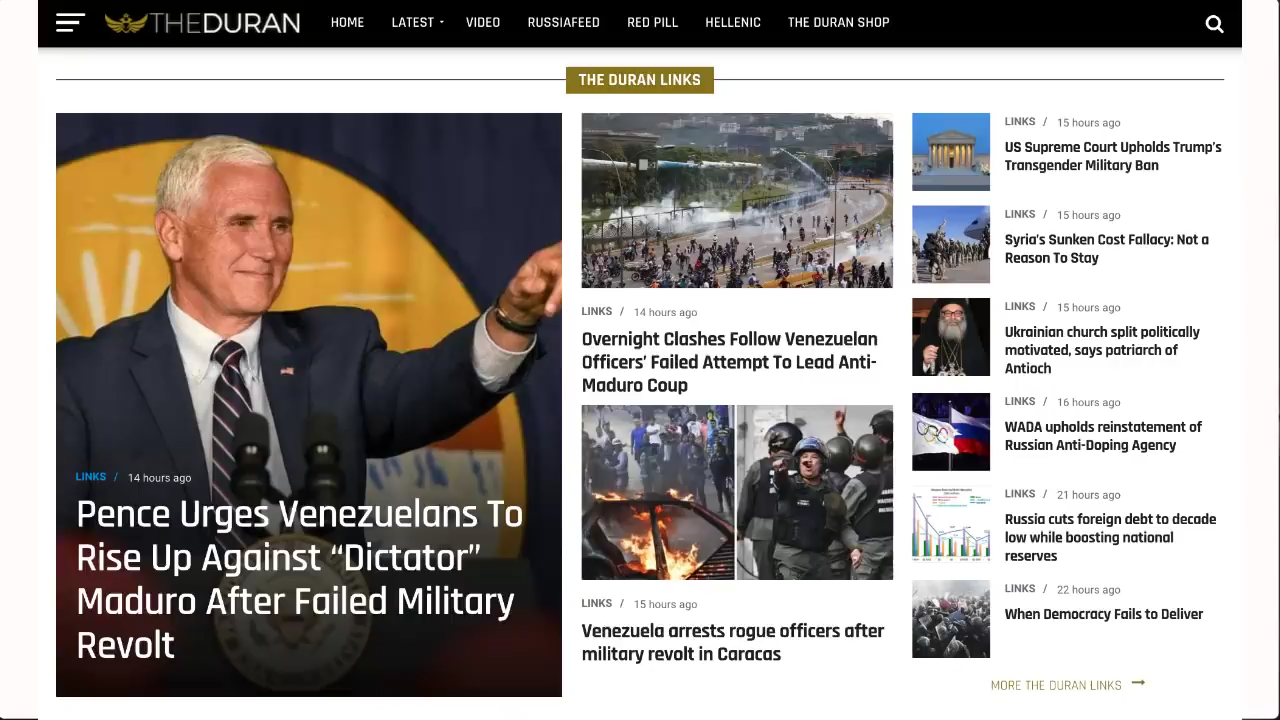 THEDURAN
HOME
LATEST
VIDEO
RUSSIAFEED
RED PILL
HELLENIC
THE DURAN SHOP
THE DURAN LINKS
LINKS / 14 hours ago
Pence Urges Venezuelans To
Rise Up Against “Dictator”
Maduro After Failed Military
Revolt
LINKS / 14 hours ago
Overnight Clashes Follow Venezuelan
Officers’ Failed Attempt To Lead Anti-
Maduro Coup
LINKS / 15 hours ago
Venezuela arrests rogue officers after
military revolt in Caracas
LINKS / 15 hours ago
US Supreme Court Upholds Trump’s
Transgender Military Ban
LINKS / 15 hours ago
Syria’s Sunken Cost Fallacy: Not a
Reason To Stay
LINKS / 15 hours ago
Ukrainian church split politically
motivated, says patriarch of
Antioch
LINKS / 16 hours ago
WADA upholds reinstatement of
Russian Anti-Doping Agency
LINKS / 21 hours ago
Russia cuts foreign debt to decade
low while boasting national
reserves
LINKS / 22 hours ago
When Democracy Fails to Deliver
MORE THE DURAN LINKS